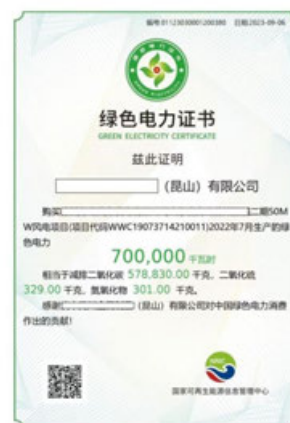 编号:01123030801200380 日期:2023-09-06
绿色电力证书
GREEN ELECTRICITY CERTIFICATE
兹此证明
(昆山)有限公司
购买 二期50M
W风电项目(项目代码WWC19073714210011)2022年7月生产的绿
色电力
700,000 千瓦时
相当于减排二氧化碳 578,830.00 千克，二氧化硫
329.00 千克，氮氧化物 301.00 千克。
感谢 (昆山)有限公司对中国绿色电力消费
作出的贡献!
国家可再生能源信息管理中心